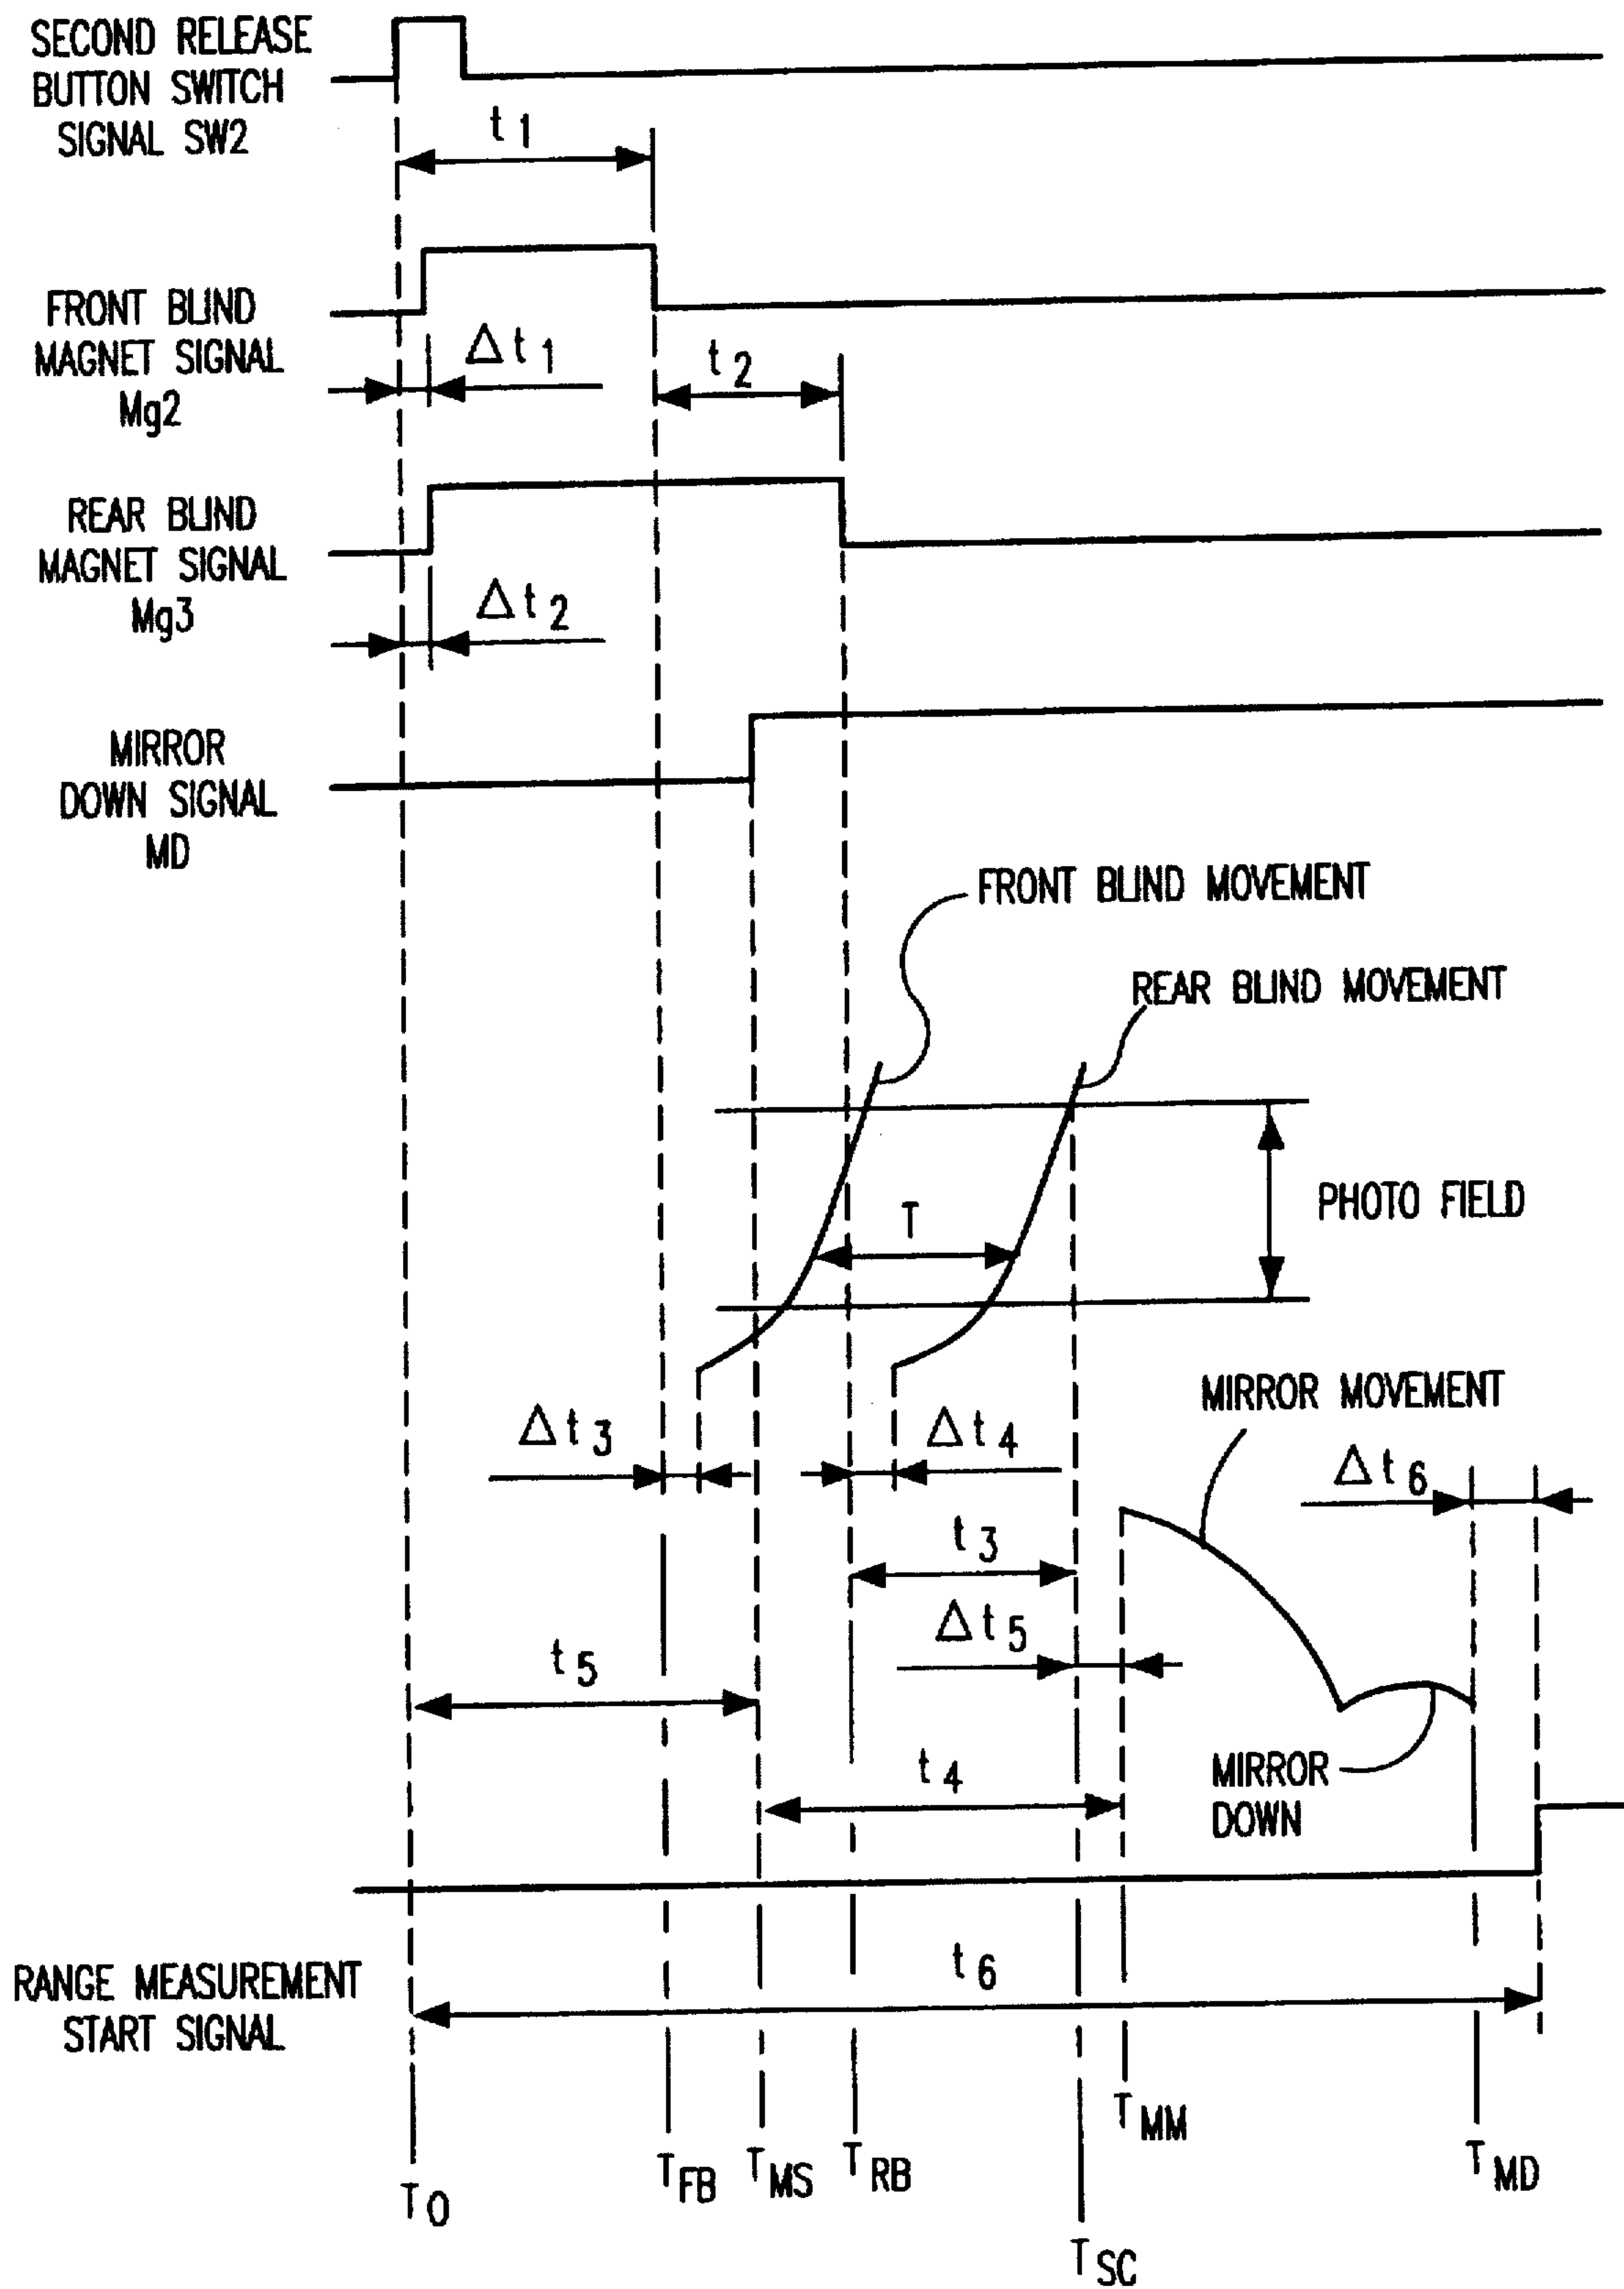 SECOND RELEASE
BUTTON SWITCH
SIGNAL SW2
t1
FRONT BLIND
MAGNET SIGNAL
Mg2
Δt1
t2
REAR BLIND
MAGNET SIGNAL
Mg3
Δt2
MIRROR
DOWN SIGNAL
MD
FRONT BLIND MOVEMENT
REAR BLIND MOVEMENT
T
PHOTO FIELD
MIRROR MOVEMENT
Δt3
Δt4
Δt6
t3
Δt5
t5
t4
MIRROR
DOWN
RANGE MEASUREMENT
START SIGNAL
t6
TO
TFB
TMS
TRB
TSC
TMM
TMD